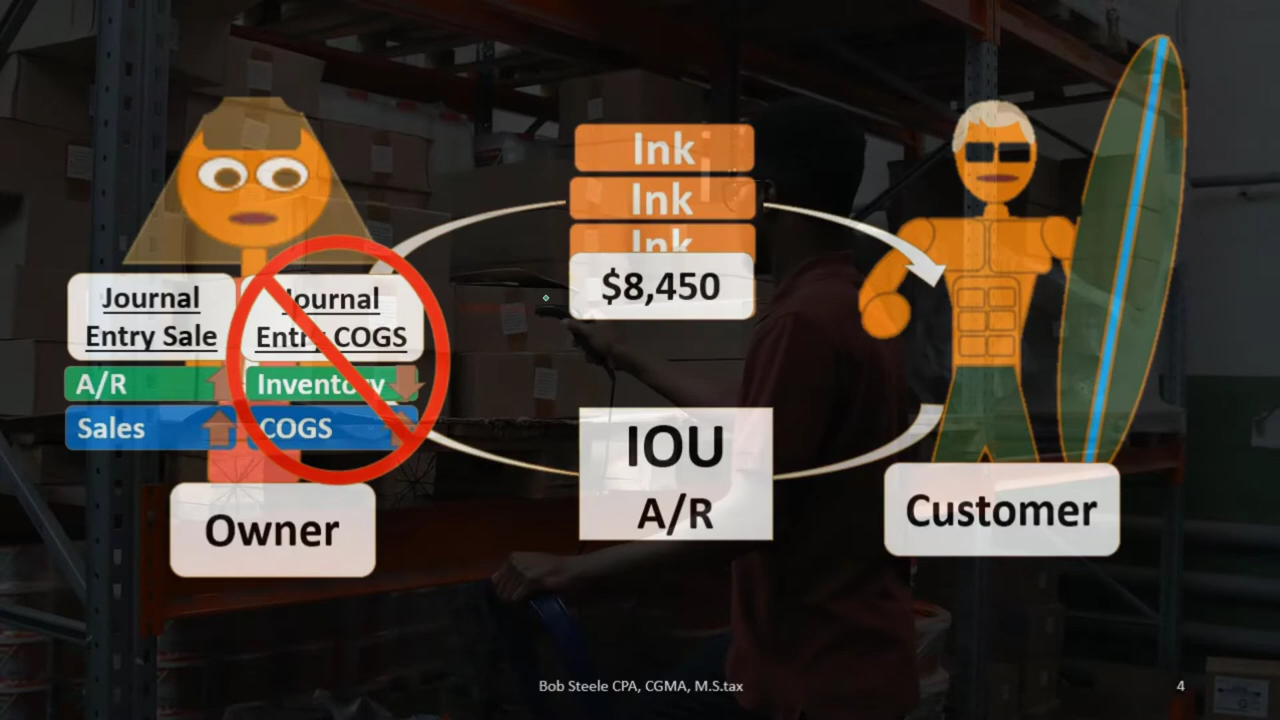 Ink
Ink
Ink
$8,450
Journal
Entry Sale
A/R
Sales
Journal
Entry COGS
Inventory
COGS
IOU
A/R
Owner
Customer
Bob Steele CPA, CGMA, M.S.tax
4